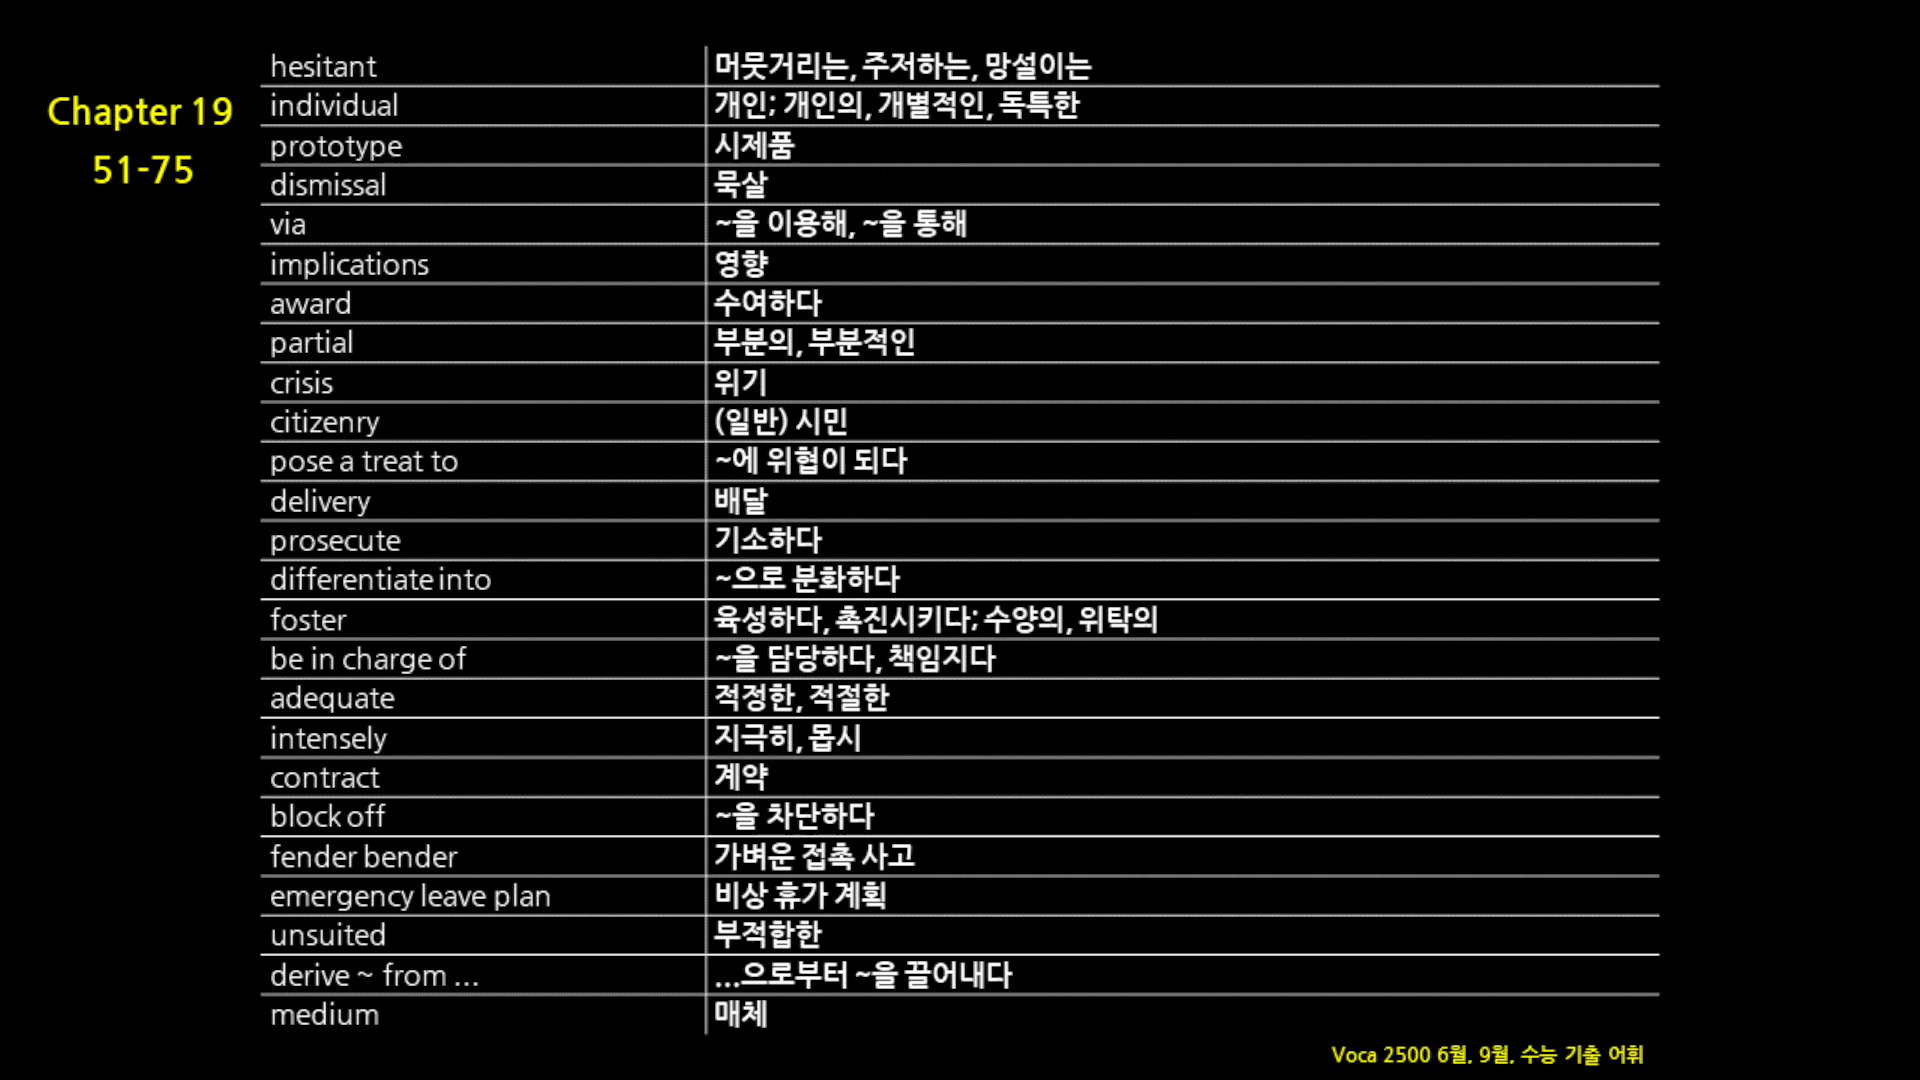 Chapter 19
51-75
hesitant 머뭇거리는, 주저하는, 망설이는
individual 개인; 개인의, 개별적인, 독특한
prototype 시제품
dismissal 묵살
via ~을 이용해, ~을 통해
implications 영향
award 수여하다
partial 부분의, 부분적인
crisis 위기
citizenry (일반) 시민
pose a treat to ~에 위협이 되다
delivery 배달
prosecute 기소하다
differentiate into ~으로 분화하다
foster 육성하다, 촉진시키다; 수양의, 위탁의
be in charge of ~을 담당하다, 책임지다
adequate 적정한, 적절한
intensely 지극히, 몹시
contract 계약
block off ~을 차단하다
fender bender 가벼운 접촉 사고
emergency leave plan 비상 휴가 계획
unsuited 부적합한
derive ~ from ... ...으로부터 ~을 끌어내다
medium 매체
Voca 2500 6월, 9월, 수능 기출 어휘